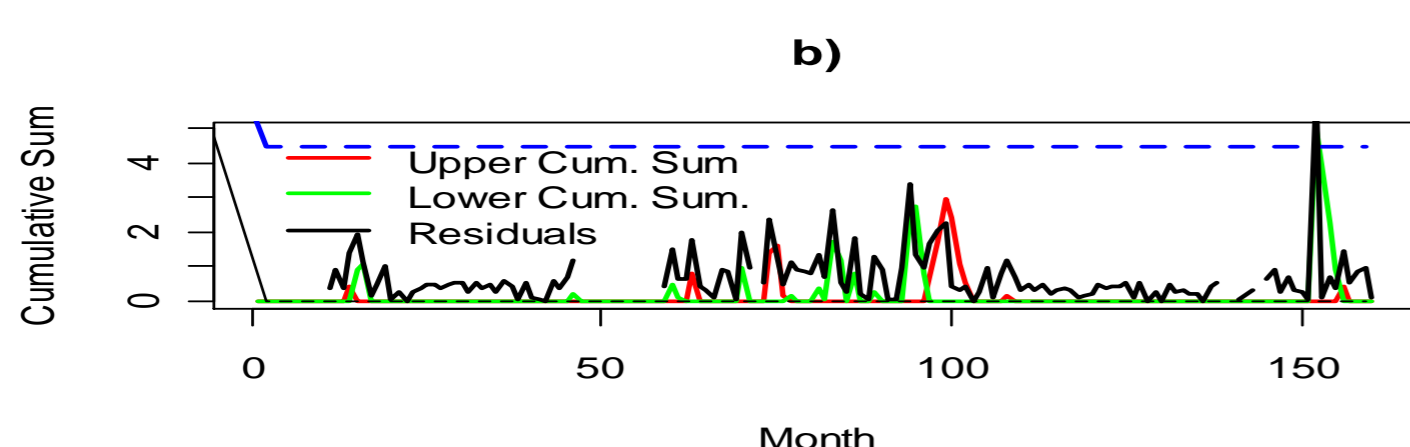 b)
Cumulative Sum
4
2
0
Upper Cum. Sum
Lower Cum. Sum.
Residuals
0 50 100 150
Month